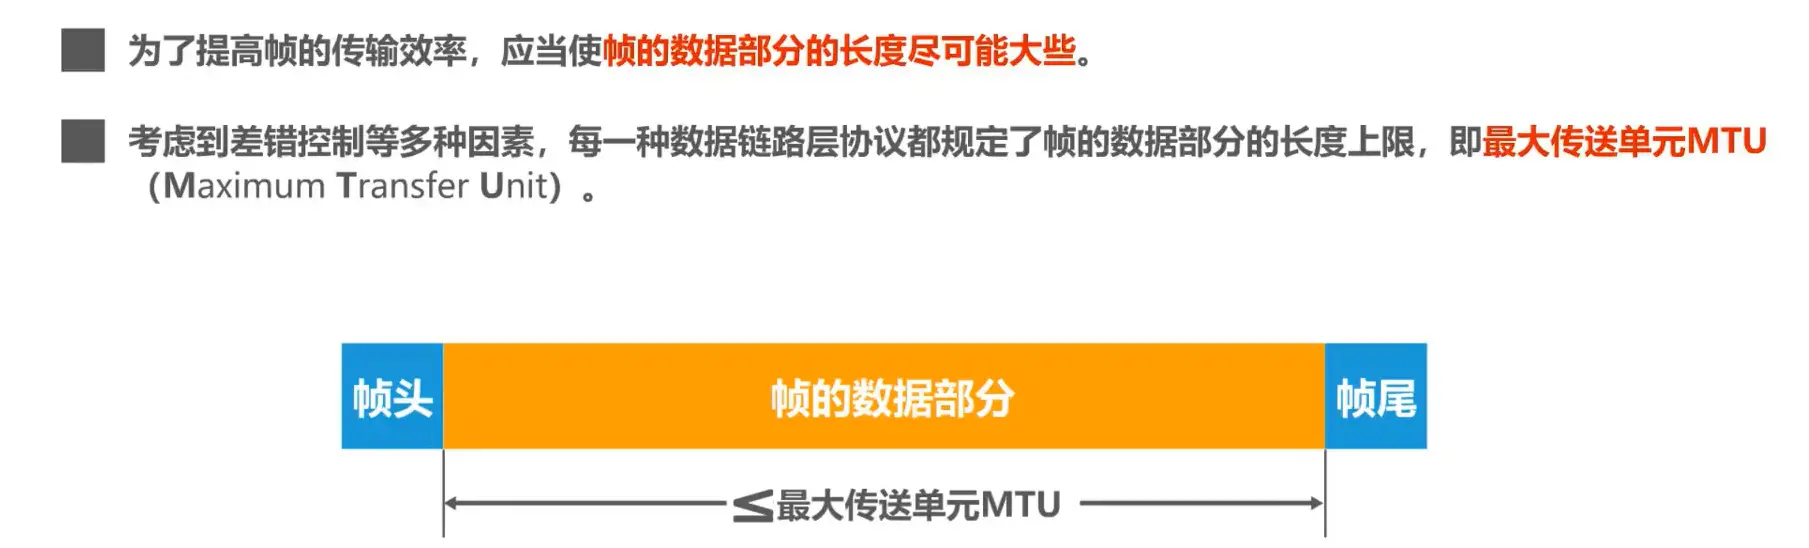 为了提高帧的传输效率，应当使帧的数据部分的长度尽可能大些。
考虑到差错控制等多种因素，每一种数据链路层协议都规定了帧的数据部分的长度上限，即最大传送单元MTU
（Maximum Transfer Unit）。
帧头 帧的数据部分 帧尾
≤最大传送单元MTU